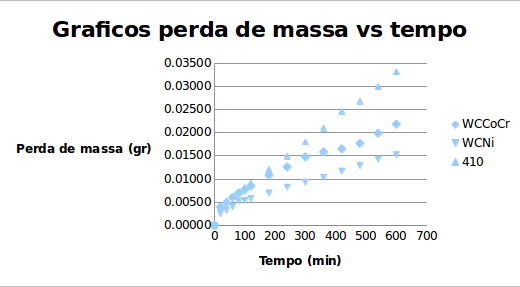 Graficos perda de massa vs tempo
Perda de massa (gr)
0.03500
0.03000
0.02500
0.02000
0.01500
0.01000
0.00500
0.00000
0 100 200 300 400 500 600 700
Tempo (min)
WCCoCr
WCNi
410